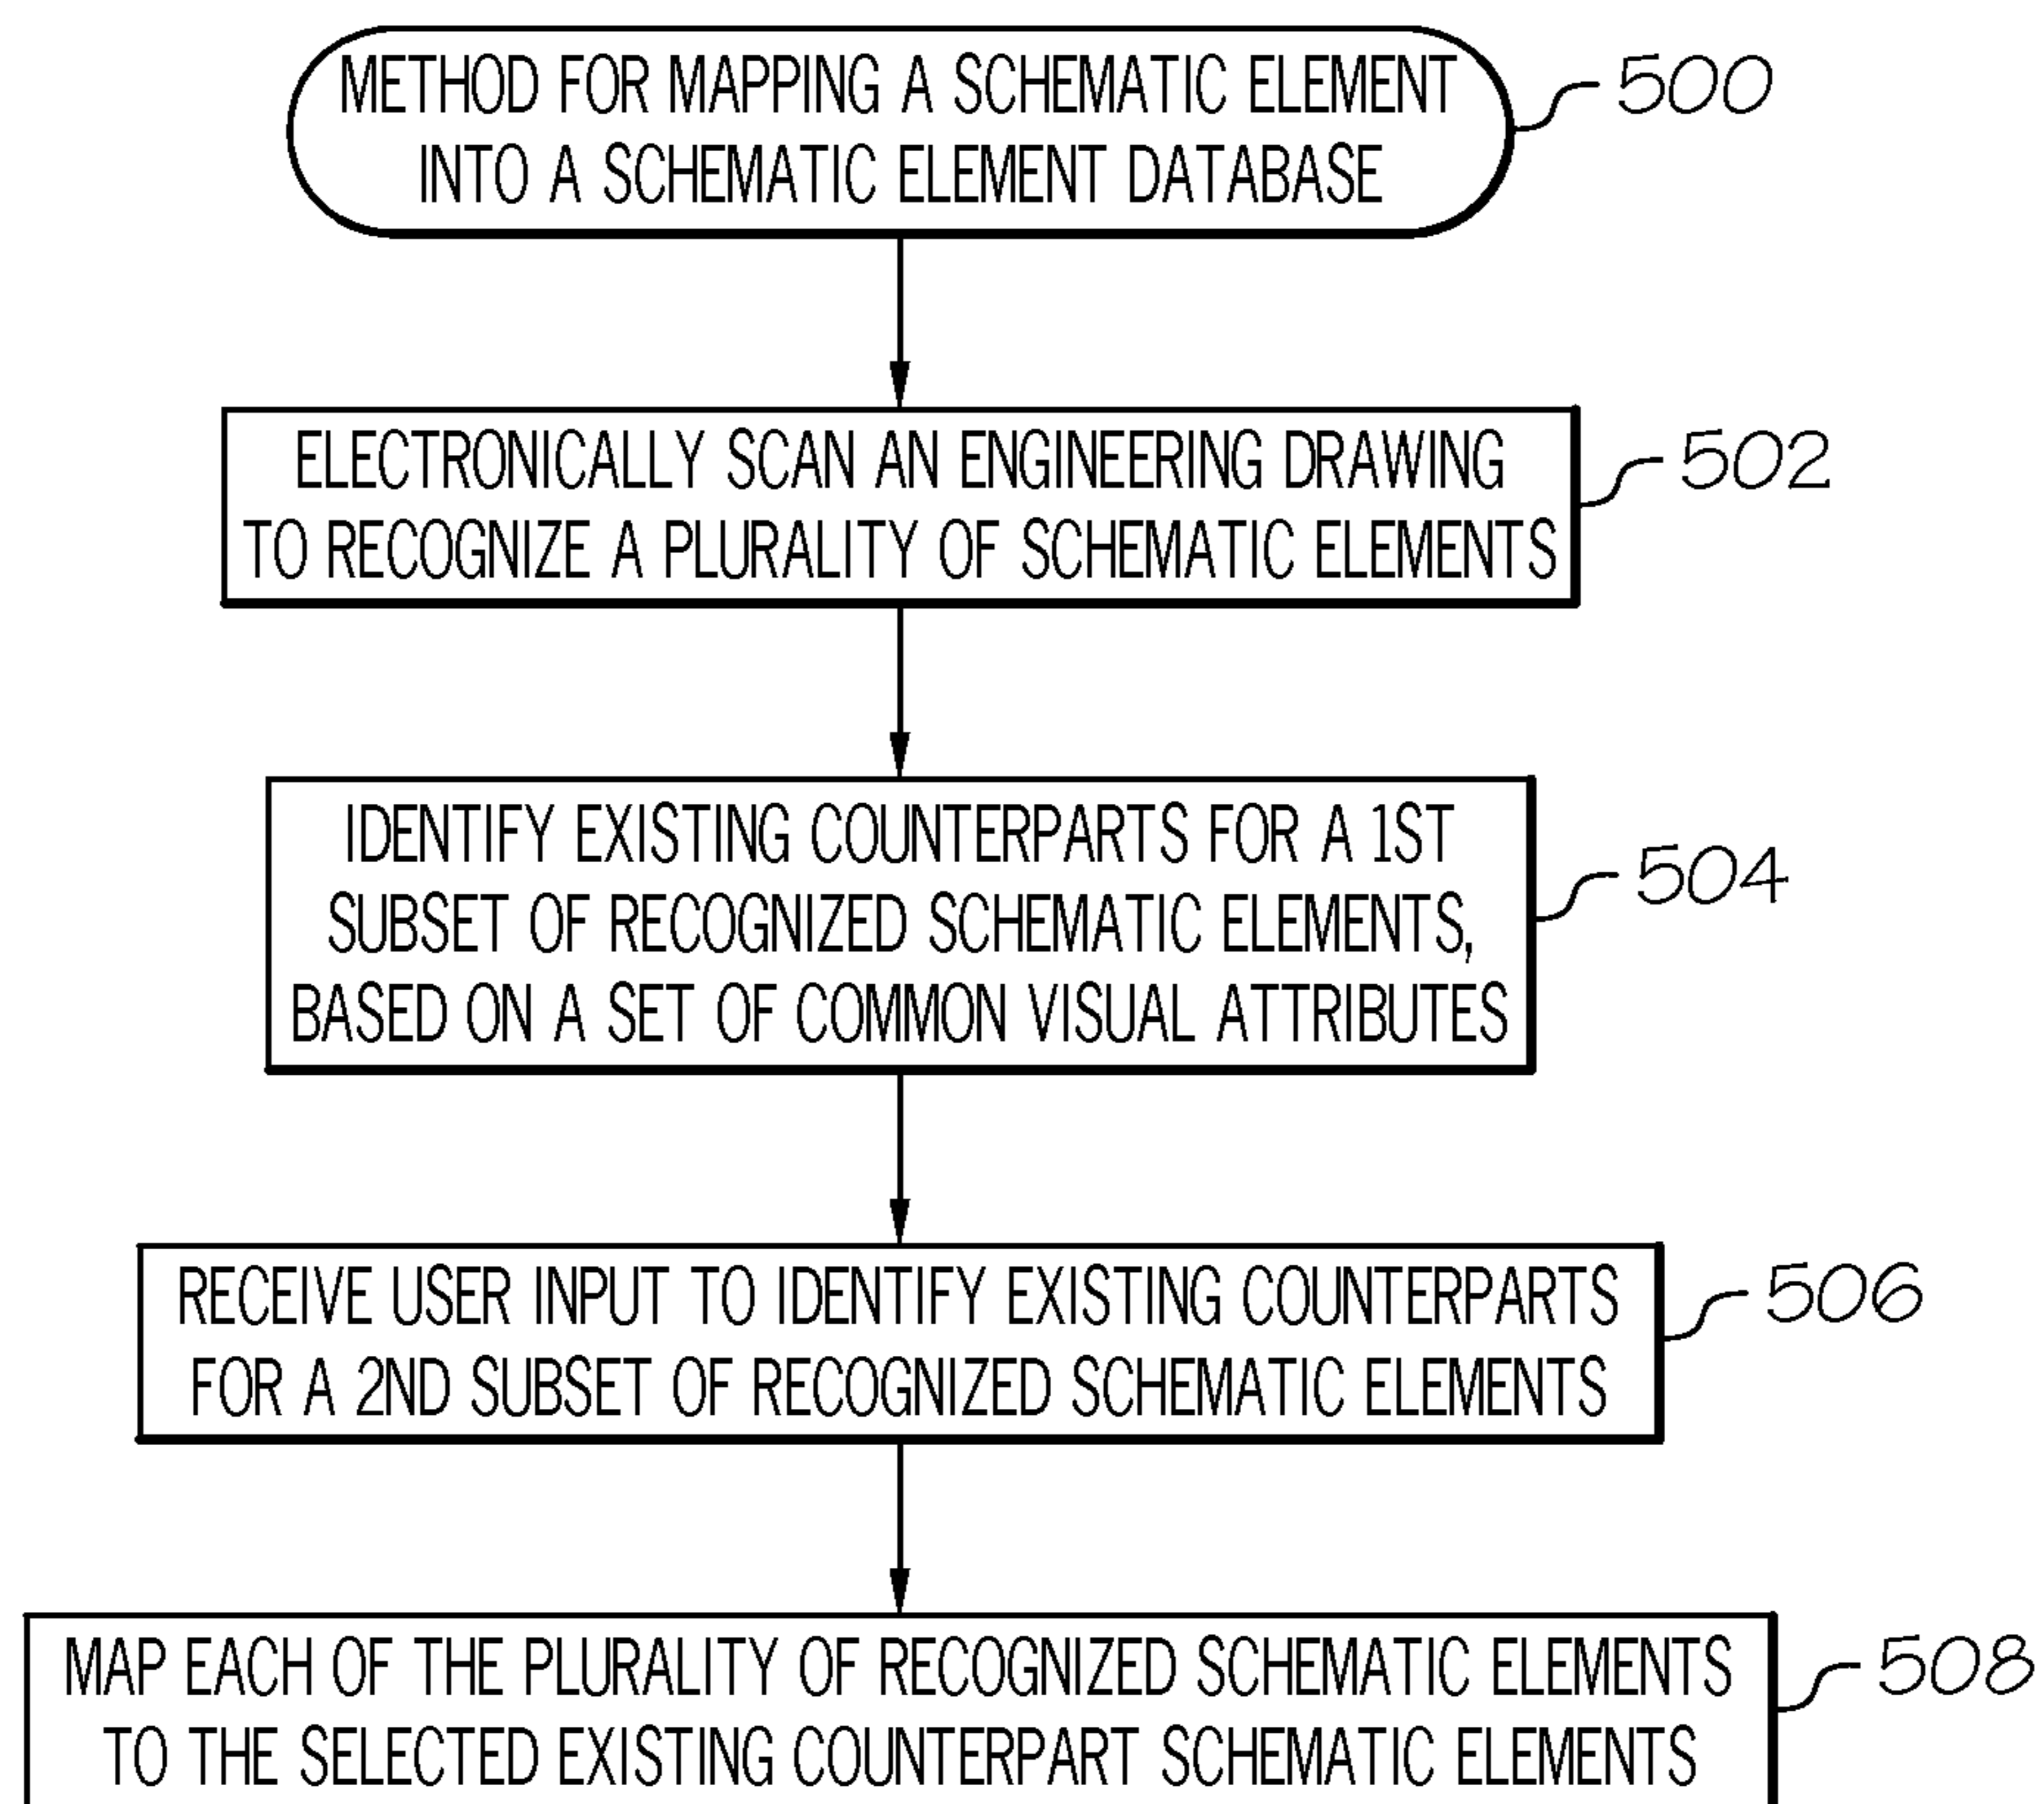 METHOD FOR MAPPING A SCHEMATIC ELEMENT
INTO A SCHEMATIC ELEMENT DATABASE
500
ELECTRONICALLY SCAN AN ENGINEERING DRAWING
TO RECOGNIZE A PLURALITY OF SCHEMATIC ELEMENTS
502
IDENTIFY EXISTING COUNTERPARTS FOR A 1ST
SUBSET OF RECOGNIZED SCHEMATIC ELEMENTS,
BASED ON A SET OF COMMON VISUAL ATTRIBUTES
504
RECEIVE USER INPUT TO IDENTIFY EXISTING COUNTERPARTS
FOR A 2ND SUBSET OF RECOGNIZED SCHEMATIC ELEMENTS
506
MAP EACH OF THE PLURALITY OF RECOGNIZED SCHEMATIC ELEMENTS
TO THE SELECTED EXISTING COUNTERPART SCHEMATIC ELEMENTS
508